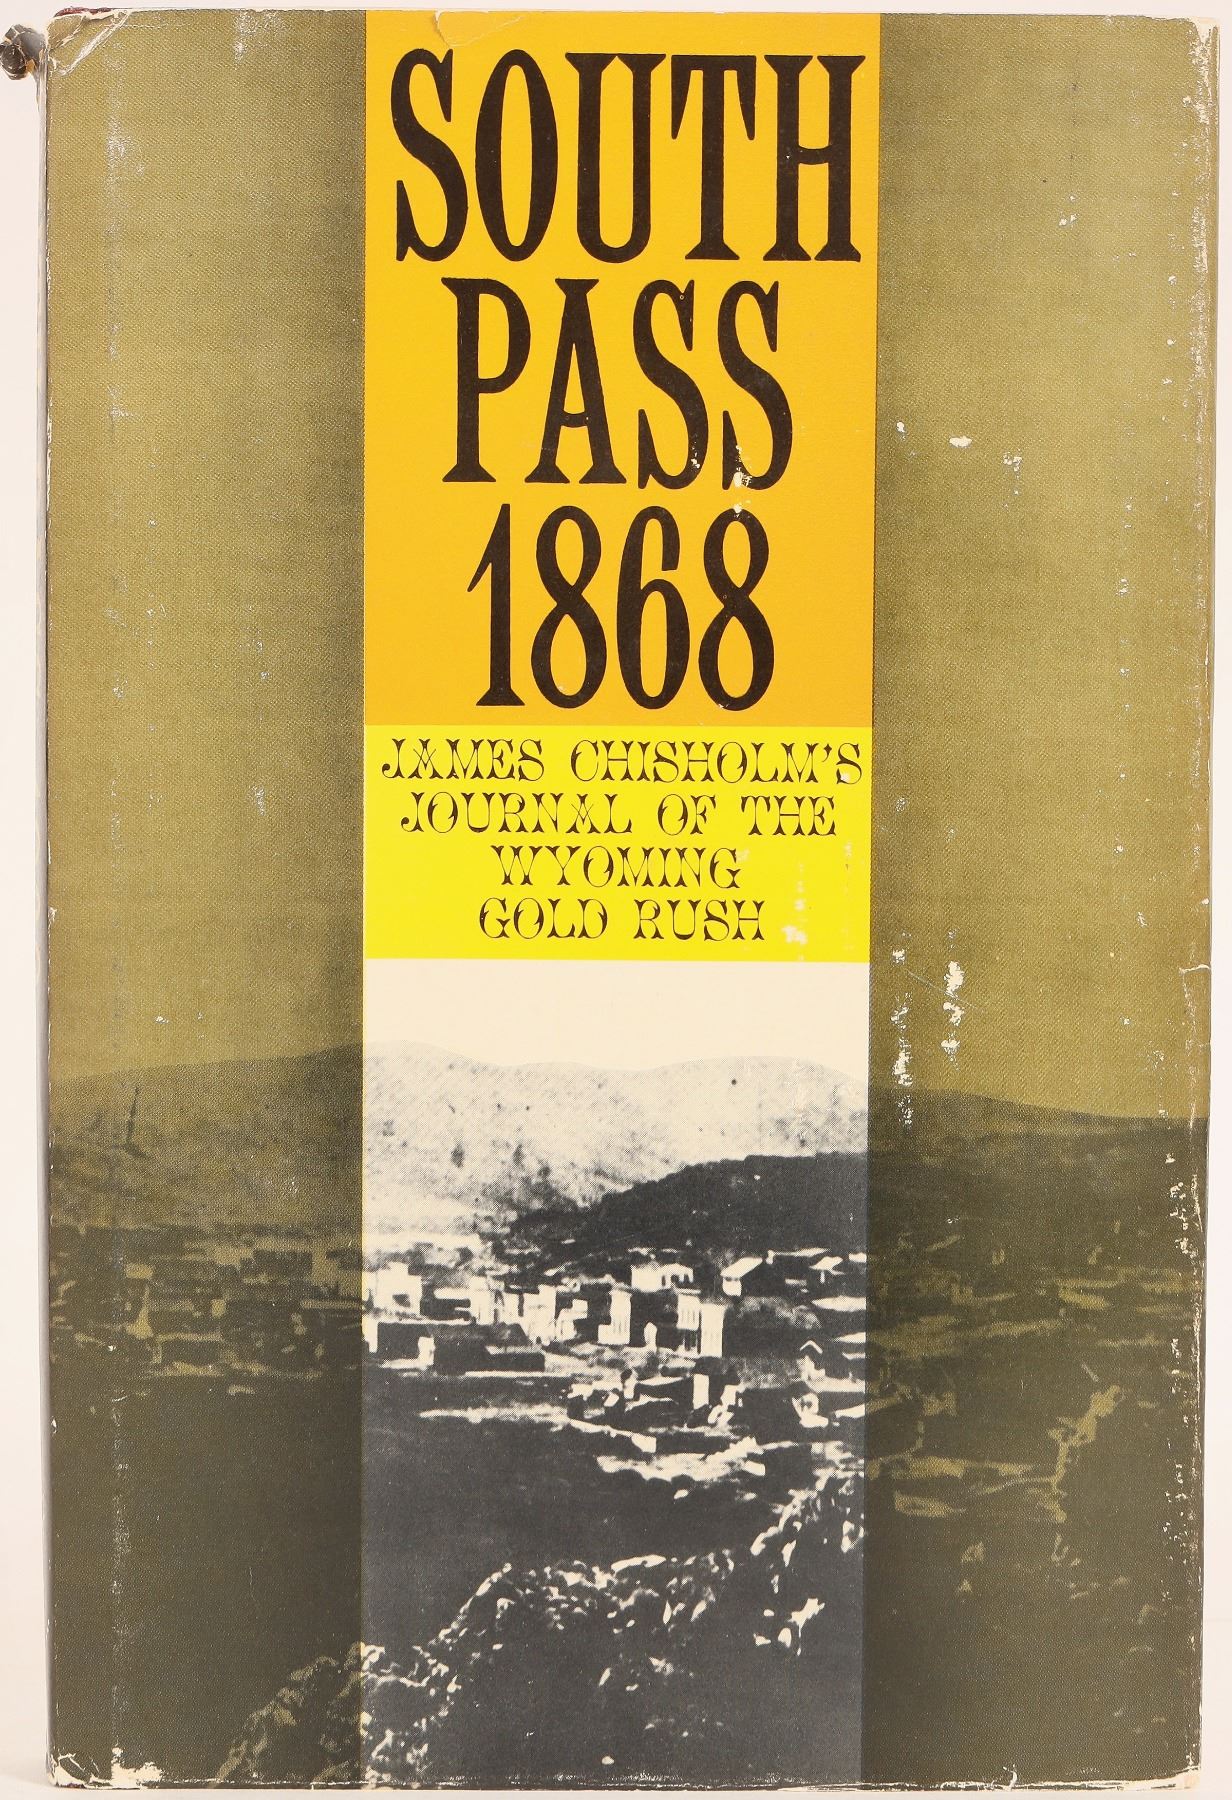 SOUTH
PASS
1868
JAMES CHISHOLM'S
JOURNAL OF THE
WYOMING
GOLD RUSH